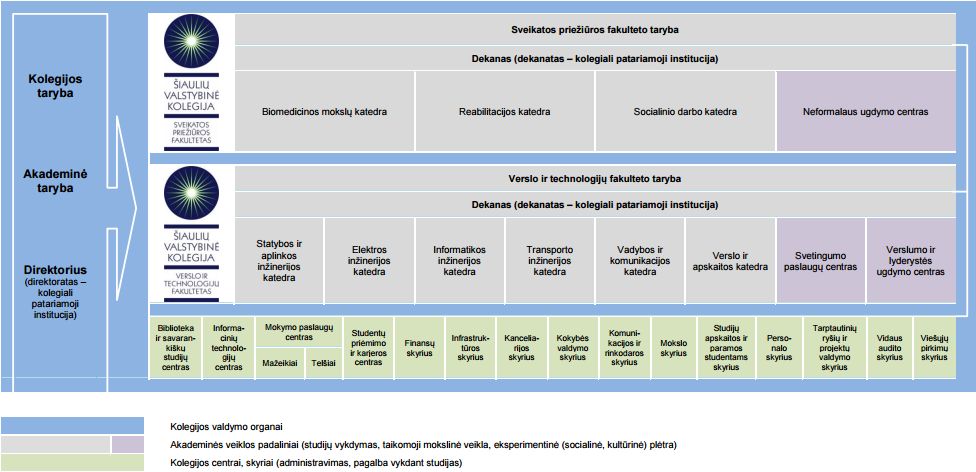 Kolegijos
taryba
Akademinė
taryba
Direktorius
(direktoratas –
kolegiali
patariamoji
institucija)
ŠIAULIŲ
VALSTYBINĖ
KOLEGIJA
SVEIKATOS
PRIEŽIŪROS
FAKULTETAS
Sveikatos priežiūros fakulteto taryba
Dekanas (dekanatas – kolegiali patariamoji institucija)
Biomedicinos mokslų katedra
Reabilitacijos katedra
Socialinio darbo katedra
Neformalaus ugdymo centras
ŠIAULIŲ
VALSTYBINĖ
KOLEGIJA
VERSLO IR
TECHNOLOGIJŲ
FAKULTETAS
Verslo ir technologijų fakulteto taryba
Dekanas (dekanatas – kolegiali patariamoji institucija)
Statybos ir
aplinkos
inžinerijos
katedra
Elektros
inžinerijos
katedra
Informatikos
inžinerijos
katedra
Transporto
inžinerijos
katedra
Vadybos ir
komunikacijos
katedra
Verslo ir
apskaitos katedra
Svetingumo
paslaugų centras
Verslumo ir
lyderystės
ugdymo centras
Biblioteka
ir savaran-
kiškų
studijų
centras
Informa-
cinių
technolo-
gijų
centras
Mokymo paslaugų
centras
Mažeikiai
Telšiai
Studentų
priėmimo
ir karjeros
centras
Finansų
skyrius
Infrastruk-
tūros
skyrius
Kancelia-
rijos
skyrius
Kokybės
valdymo
skyrius
Komuni-
kacijos ir
rinkodaros
skyrius
Mokslo
skyrius
Studijų
apskaitos ir
paramos
studentams
skyrius
Perso-
nalo
skyrius
Tarptautinių
ryšių ir
projektų
valdymo
skyrius
Vidaus
audito
skyrius
Viešųjų
pirkimų
skyrius
Kolegijos valdymo organai
Akademinės veiklos padaliniai (studijų vykdymas, taikomoji mokslinė veikla, eksperimentinė (socialinė, kultūrinė) plėtra)
Kolegijos centrai, skyriai (administravimas, pagalba vykdant studijas)